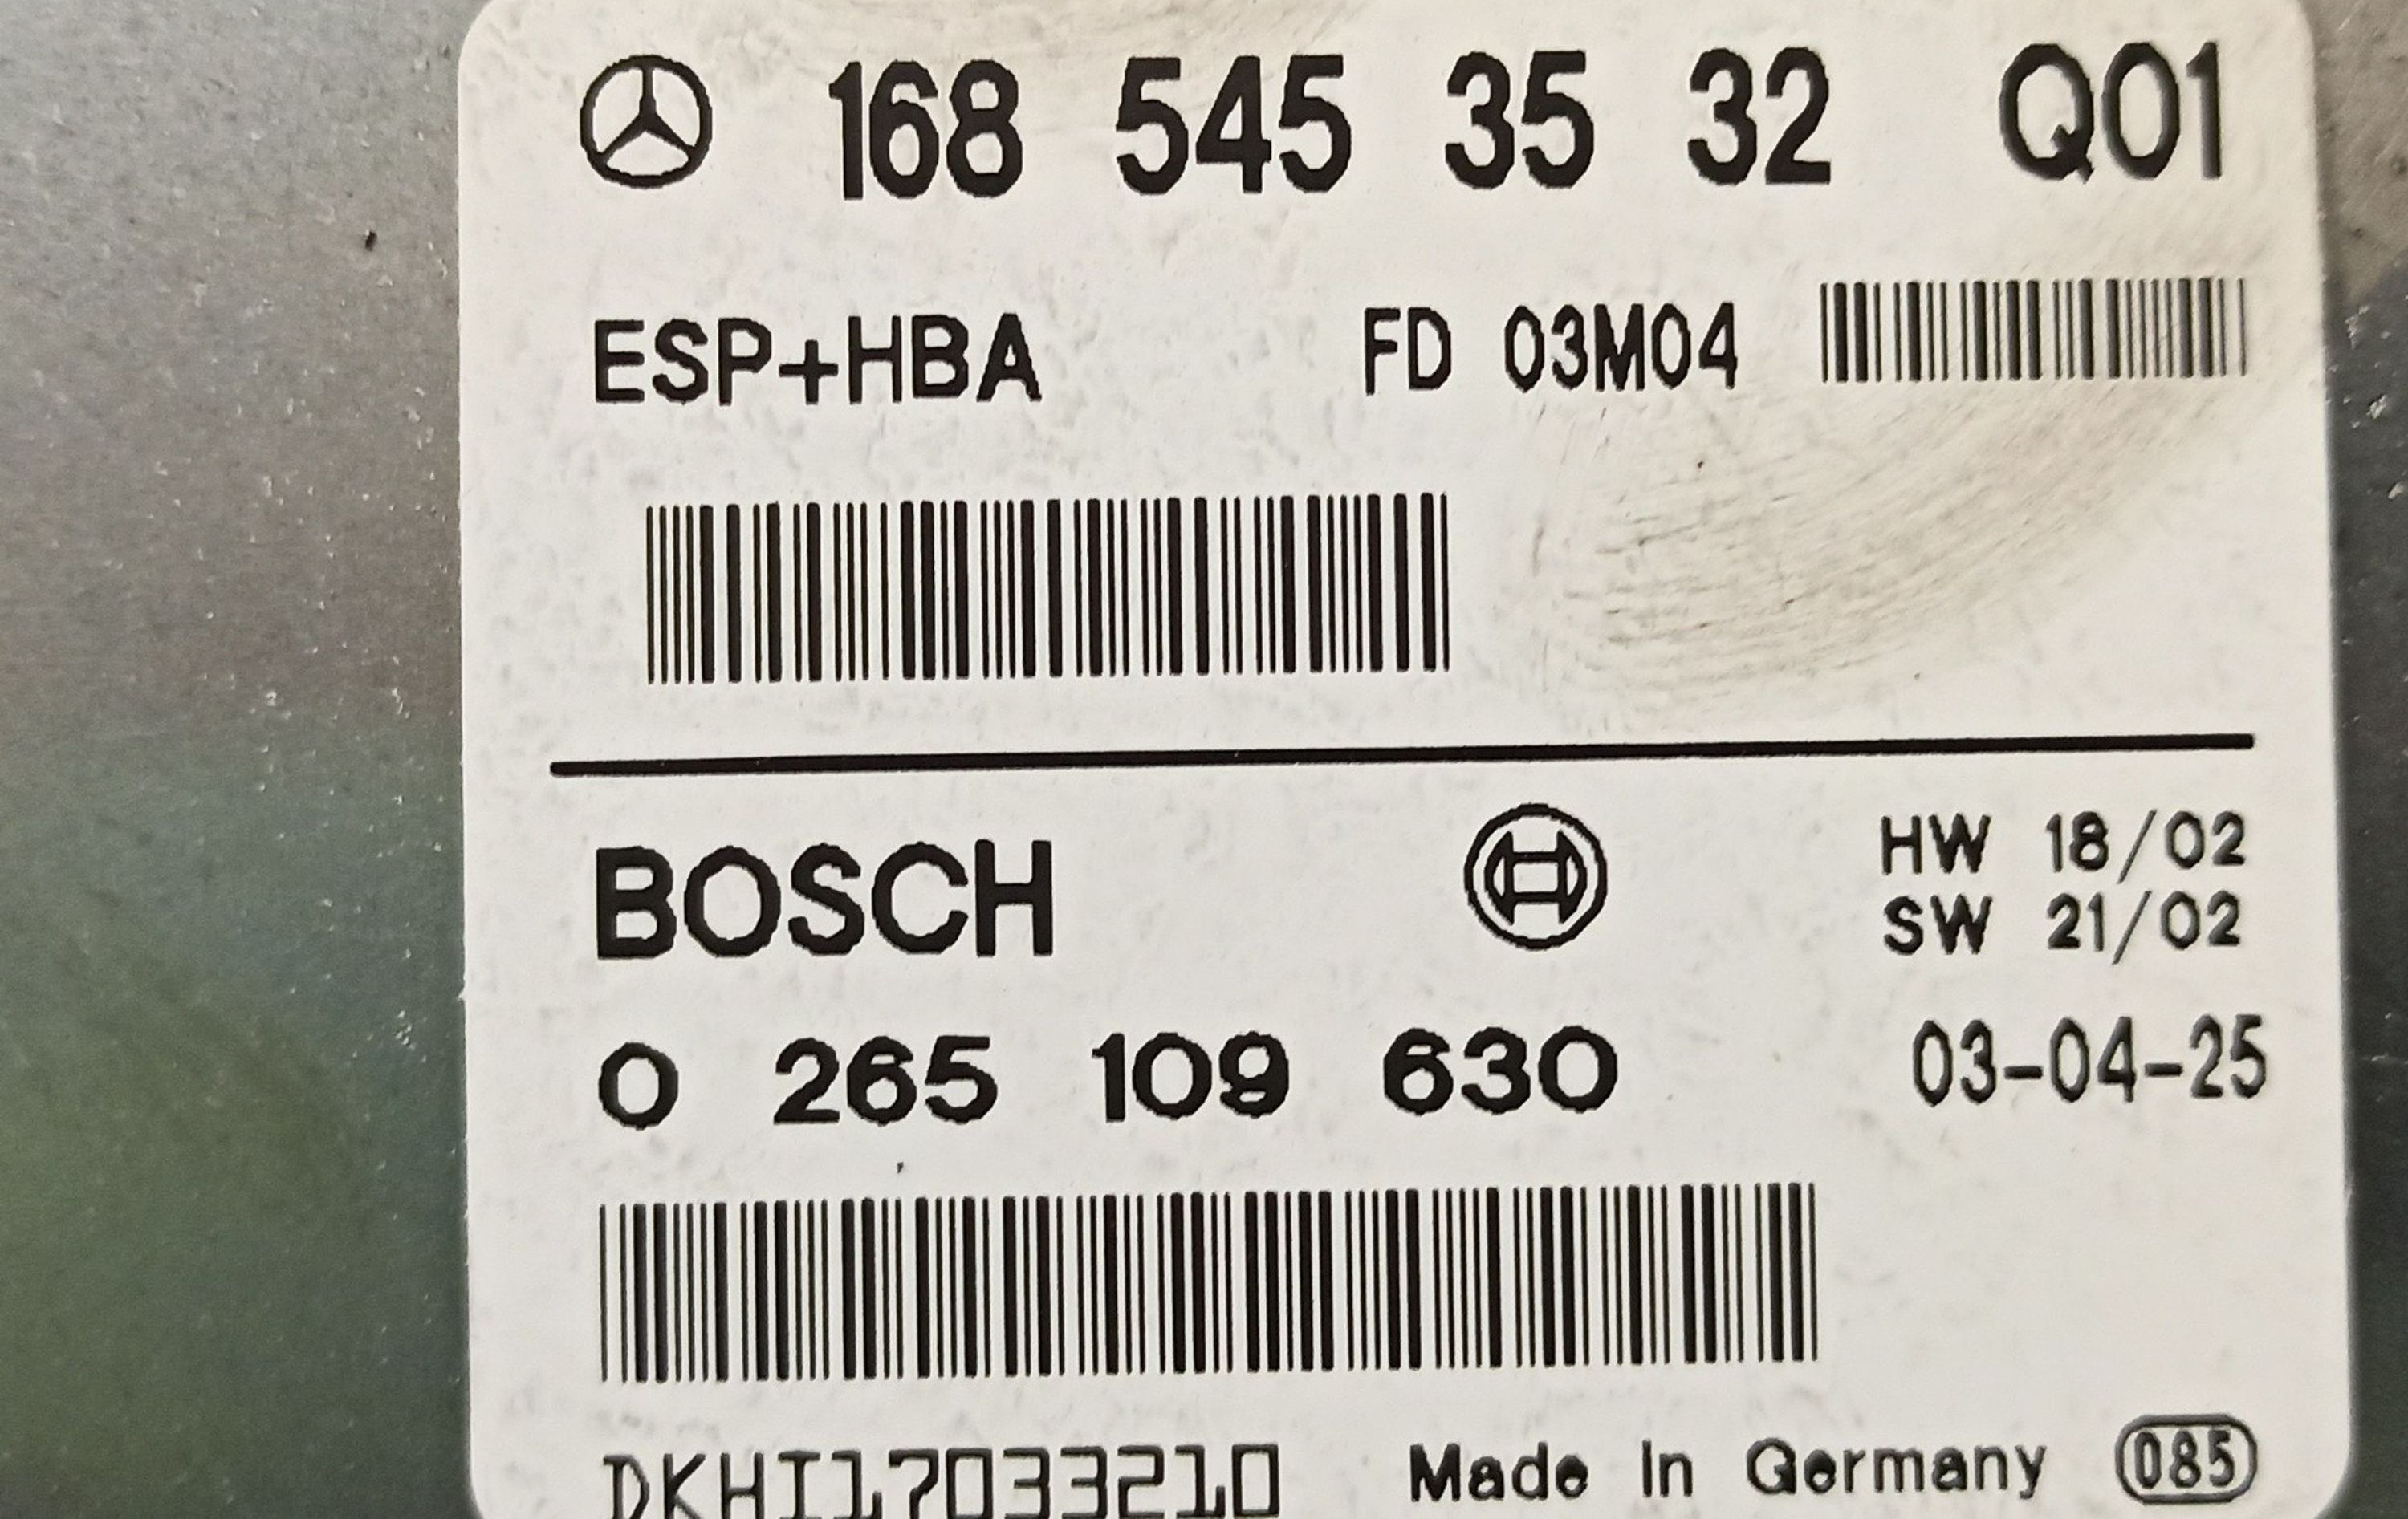 168 545 35 32 Q01
ESP+HBA FD 03M04
BOSCH HW 18/02
SW 21/02
0 265 109 630 03-04-25
DKHI17033210 Made in Germany 085